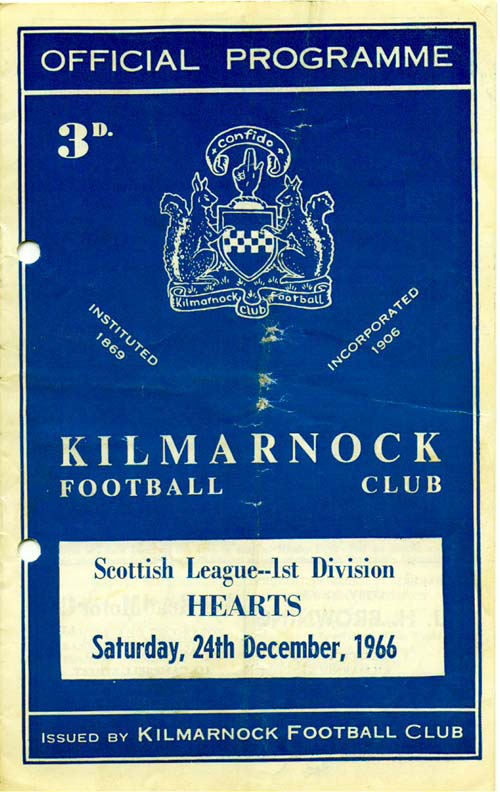 OFFICIAL PROGRAMME
3D.
Confido
Kilmarnock Football
Club
INSTITUTED
1869
INCORPORATED
1906
KILMARNOCK
FOOTBALL CLUB
Scottish League--1st Division
HEARTS
Saturday, 24th December, 1966
ISSUED BY KILMARNOCK FOOTBALL CLUB